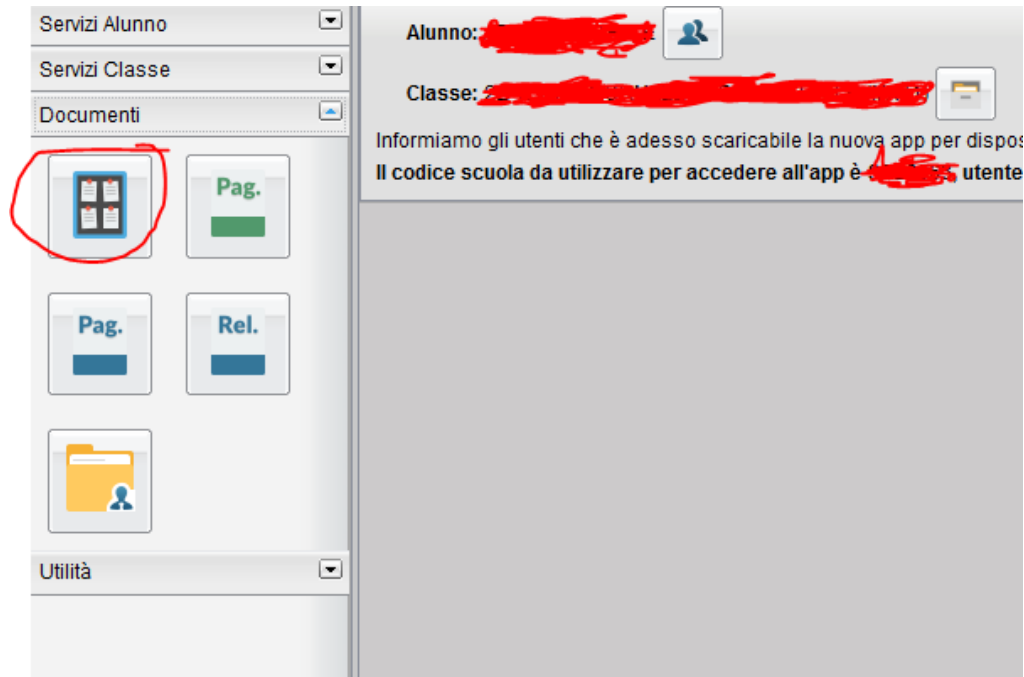 Servizi Alunno
Servizi Classe
Documenti
Pag.
Pag.
Rel.
Utilità
Alunno:
Classe:
Informiamo gli utenti che è adesso scaricabile la nuova app per dispos
Il codice scuola da utilizzare per accedere all'app è utente